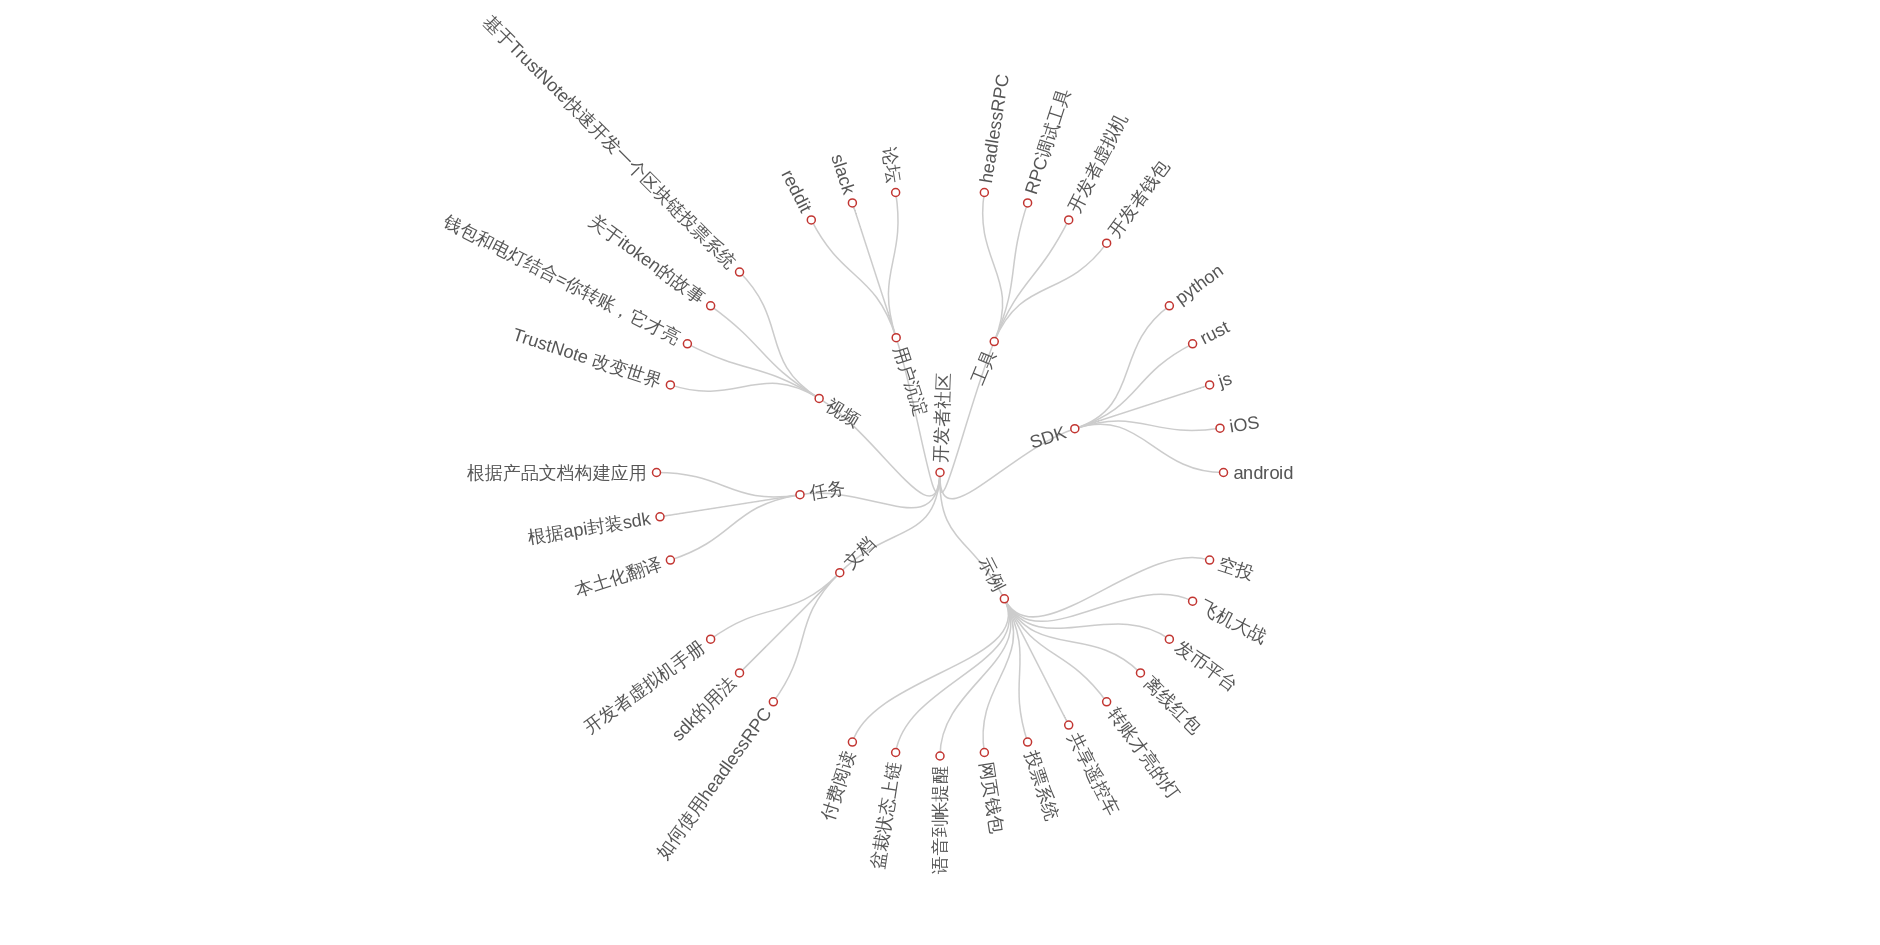 开发者社区
工具
headlessRPC
RPC调试工具
开发者虚拟机
开发者钱包
SDK
python
rust
js
iOS
android
示例
空投
飞机大战
发币平台
离线红包
转账才亮的灯
共享遥控车
投票系统
网页钱包
语音到帐提醒
盆栽状态上链
付费阅读
文档
如何使用headlessRPC
sdk的用法
开发者虚拟机手册
任务
本土化翻译
根据api封装sdk
根据产品文档构建应用
视频
TrustNote 改变世界
钱包和电灯结合=你转账，它才亮
关于itoken的故事
基于TrustNote快速开发一个区块链投票系统
用户沉淀
reddit
slack
论坛